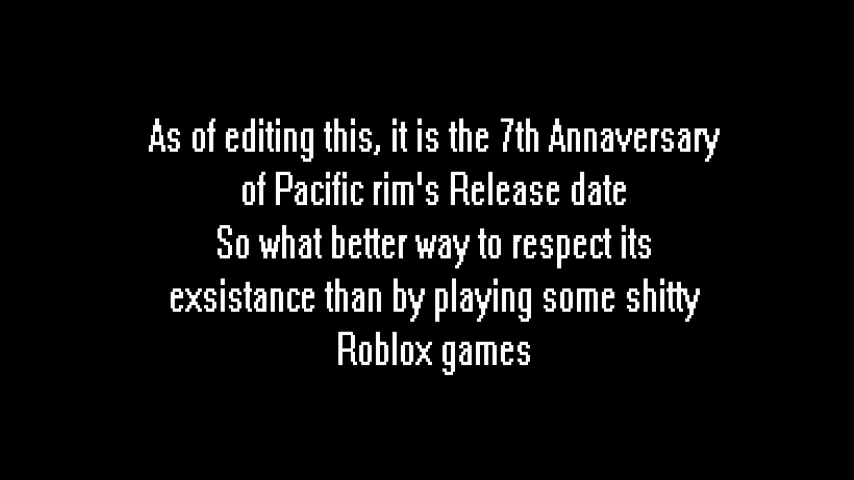 As of editing this, it is the 7th Annaversary
of Pacific rim's Release date
So what better way to respect its
exsistance than by playing some shitty
Roblox games